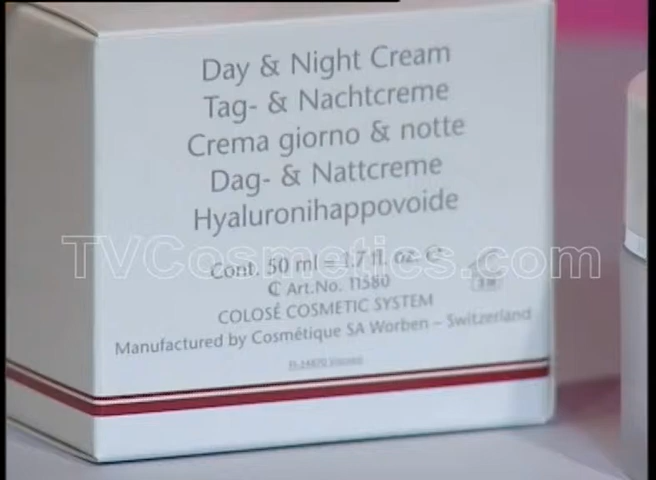 Day & Night Cream
Tag- & Nachtcreme
Crema giorno & notte
Dag- & Nattcreme
Hyaluronihappovoide
TVCosmetics.com
Cont. 50 ml = 1.7 fl. oz. ℮
Art.No. 11580
COLOSÉ COSMETIC SYSTEM
Manufactured by Cosmétique SA Worben – Switzerland